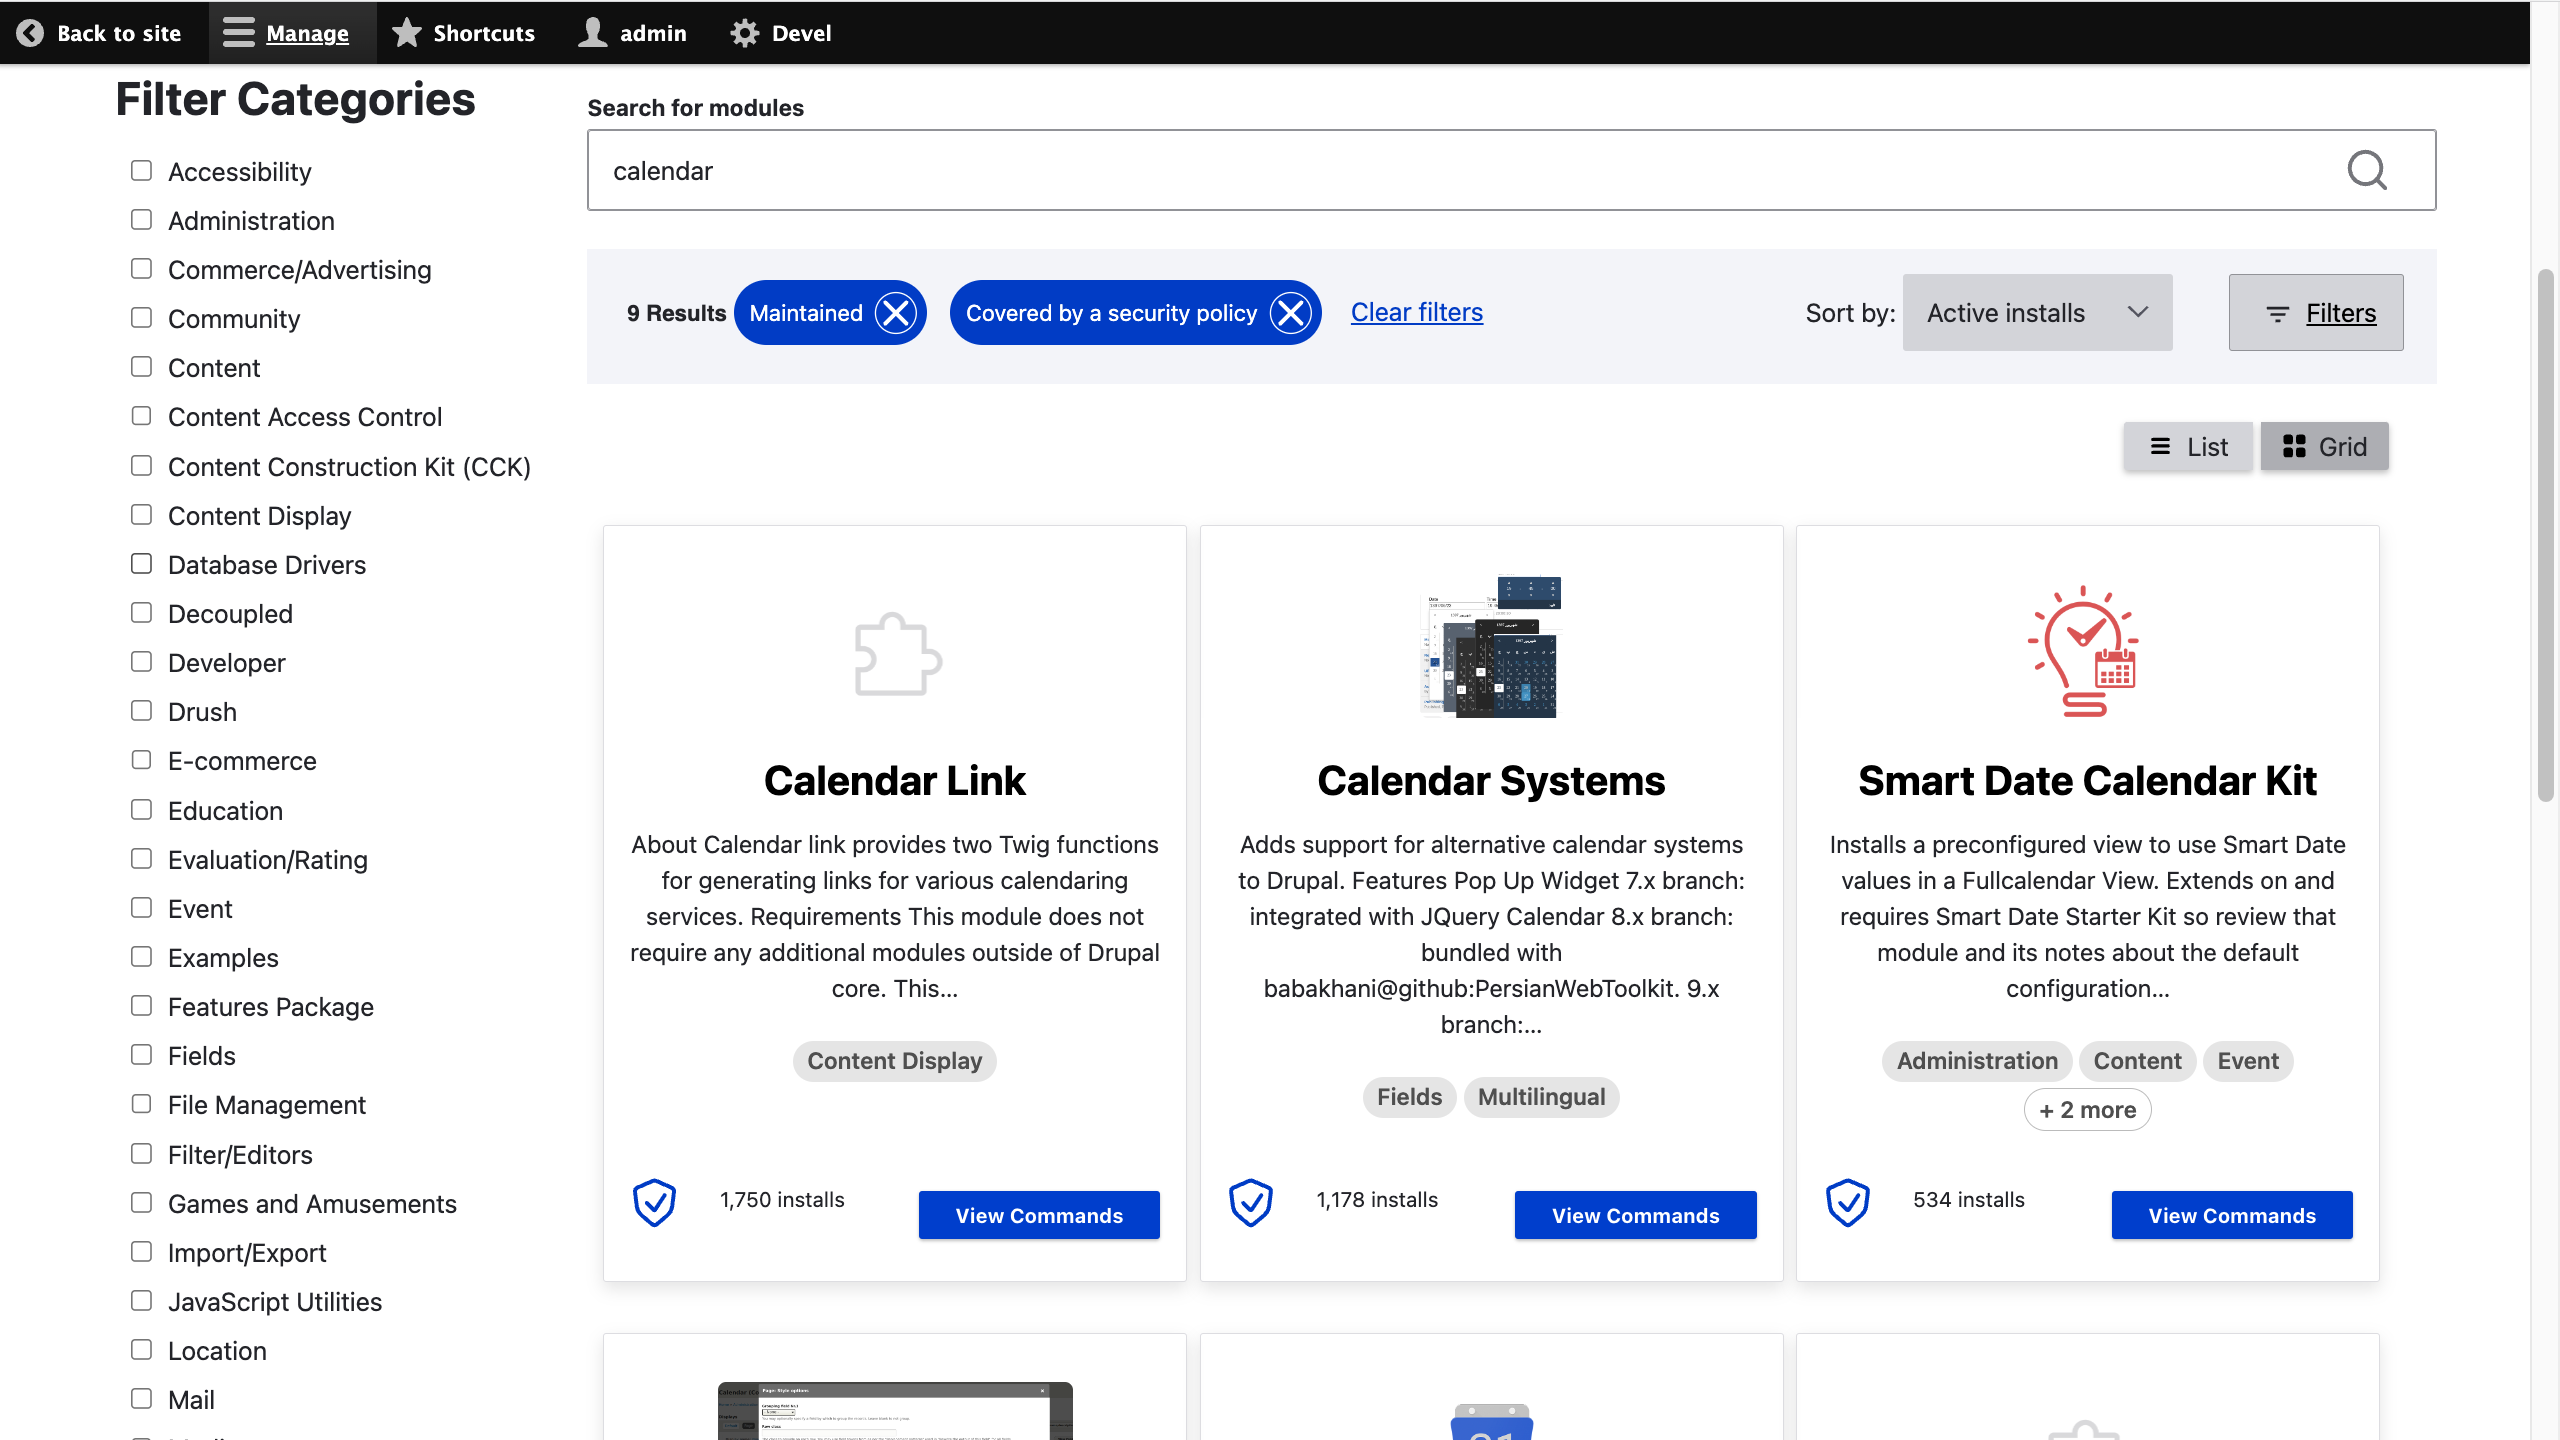 Back to site
Manage
Shortcuts
admin
Devel
Filter Categories
Accessibility
Administration
Commerce/Advertising
Community
Content
Content Access Control
Content Construction Kit (CCK)
Content Display
Database Drivers
Decoupled
Developer
Drush
E-commerce
Education
Evaluation/Rating
Event
Examples
Features Package
Fields
File Management
Filter/Editors
Games and Amusements
Import/Export
JavaScript Utilities
Location
Mail
Search for modules
calendar
9 Results
Maintained
Covered by a security policy
Clear filters
Sort by:
Active installs
Filters
List
Grid
Calendar Link
About Calendar link provides two Twig functions
for generating links for various calendaring
services. Requirements This module does not
require any additional modules outside of Drupal
core. This...
Content Display
1,750 installs
View Commands
Calendar Systems
Adds support for alternative calendar systems
to Drupal. Features Pop Up Widget 7.x branch:
integrated with JQuery Calendar 8.x branch:
bundled with
babakhani@github:PersianWebToolkit. 9.x
branch:...
Fields
Multilingual
1,178 installs
View Commands
Smart Date Calendar Kit
Installs a preconfigured view to use Smart Date
values in a Fullcalendar View. Extends on and
requires Smart Date Starter Kit so review that
module and its notes about the default
configuration...
Administration
Content
Event
+ 2 more
534 installs
View Commands
Page: Style options